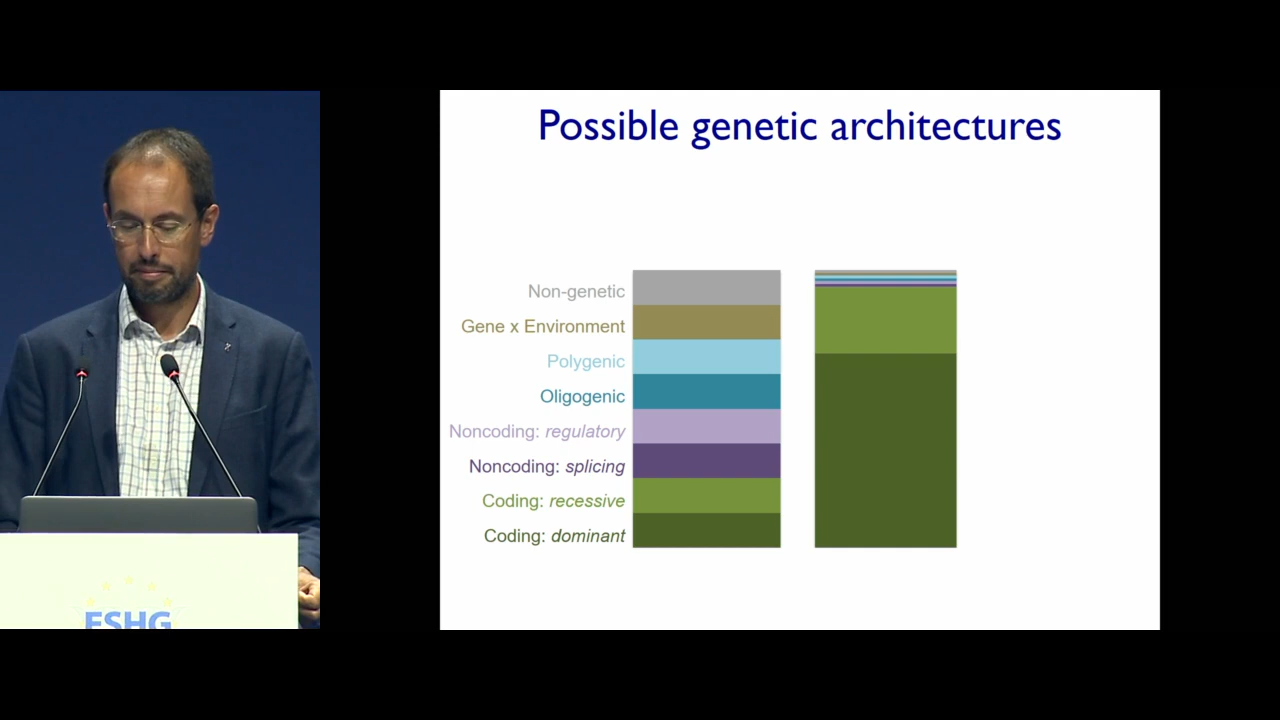 Possible genetic architectures
Non-genetic
Gene x Environment
Polygenic
Oligogenic
Noncoding: regulatory
Noncoding: splicing
Coding: recessive
Coding: dominant
ESHG